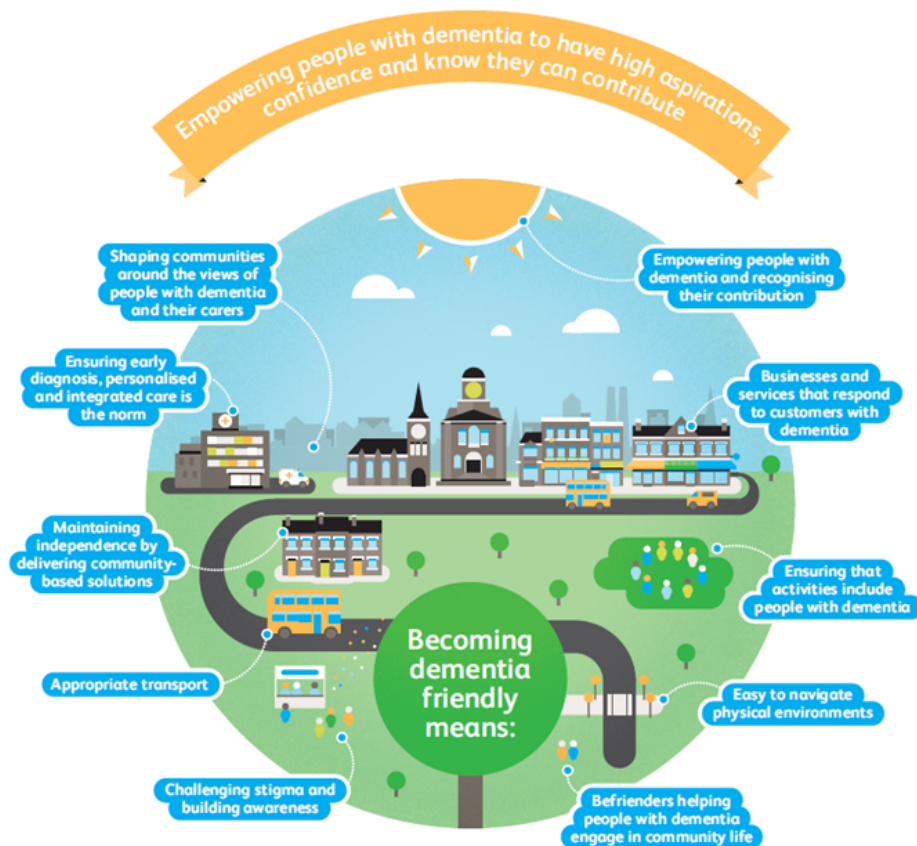 Empowering people with dementia to have high aspirations,
confidence and know they can contribute
Shaping communities
around the views of
people with dementia
and their carers
Empowering people with
dementia and recognising
their contribution
Ensuring early
diagnosis, personalised
and integrated care is
the norm
Businesses and
services that respond
to customers with
dementia
Maintaining
independence by
delivering community-
based solutions
Ensuring that
activities include
people with dementia
Becoming
dementia
friendly
means:
Appropriate transport
Easy to navigate
physical environments
Challenging stigma and
building awareness
Befrienders helping
people with dementia
engage in community life